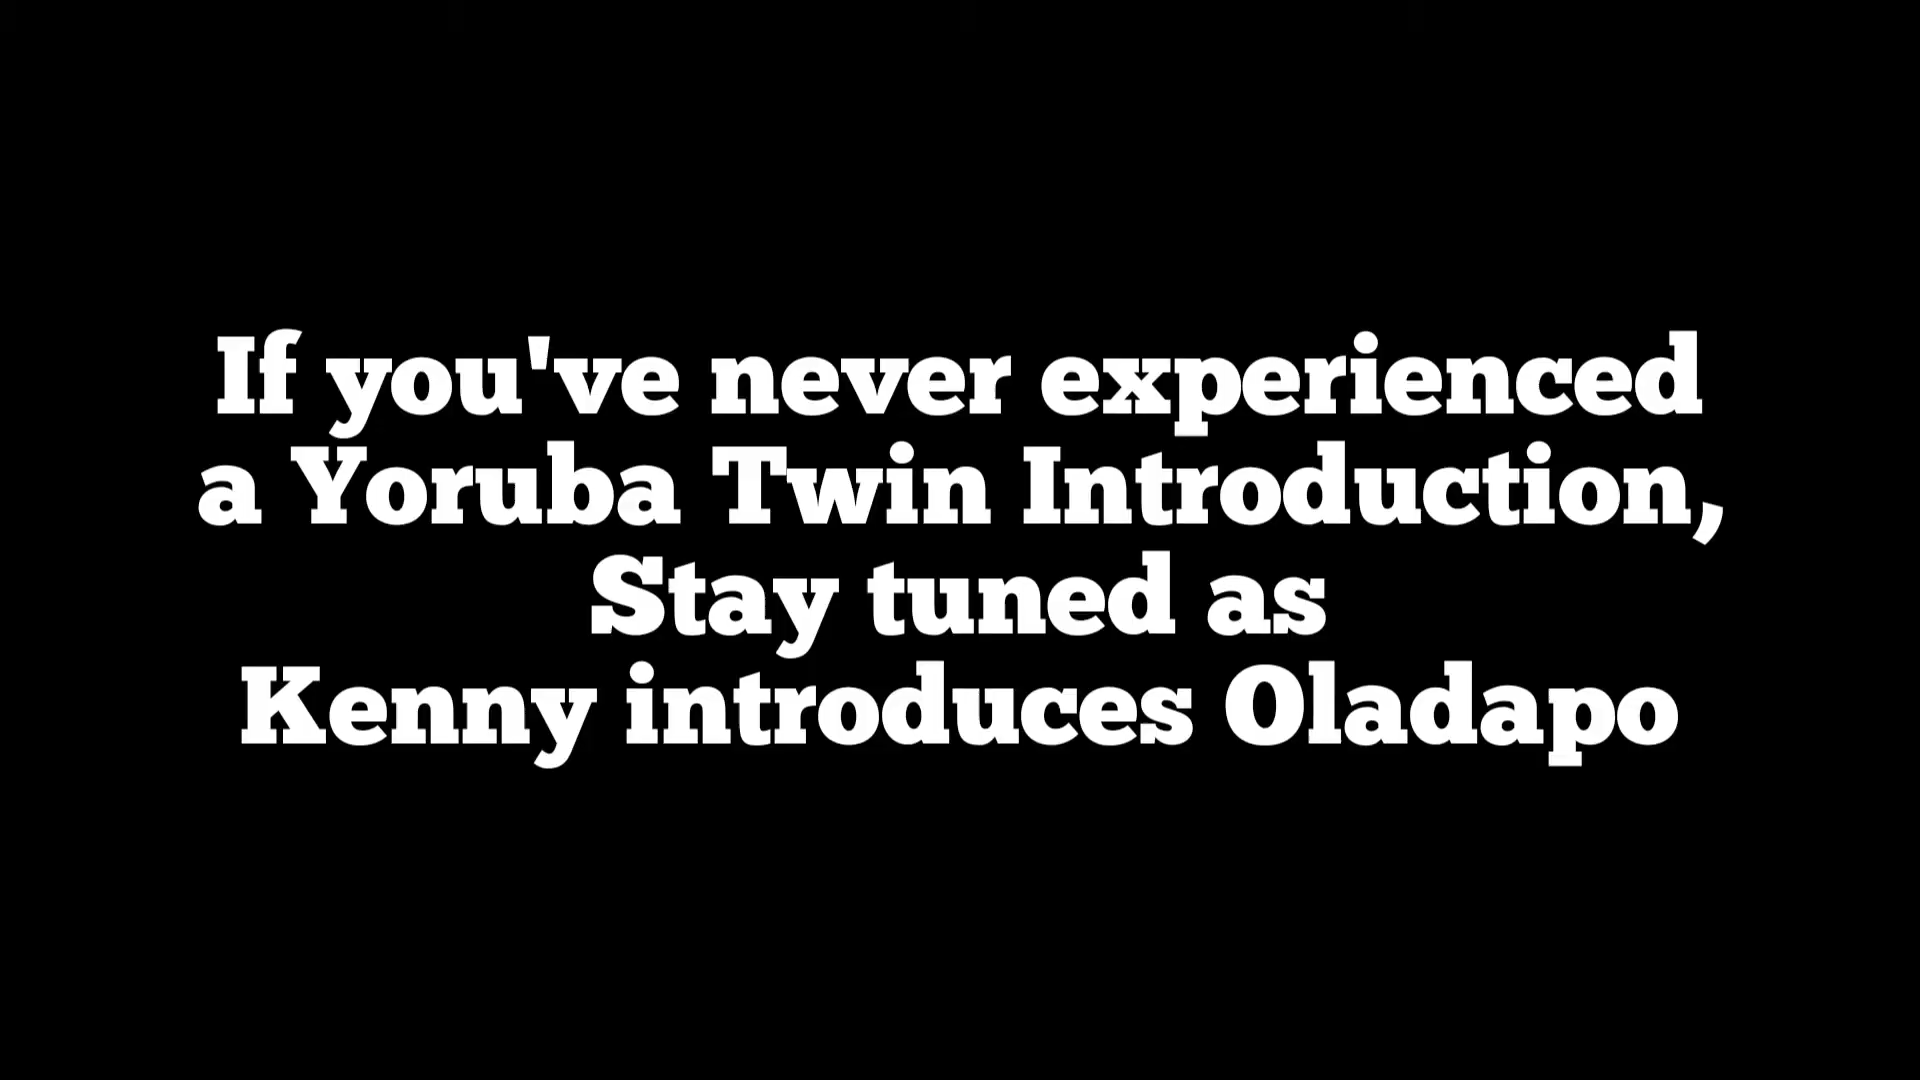 If you've never experienced
a Yoruba Twin Introduction,
Stay tuned as
Kenny introduces Oladapo